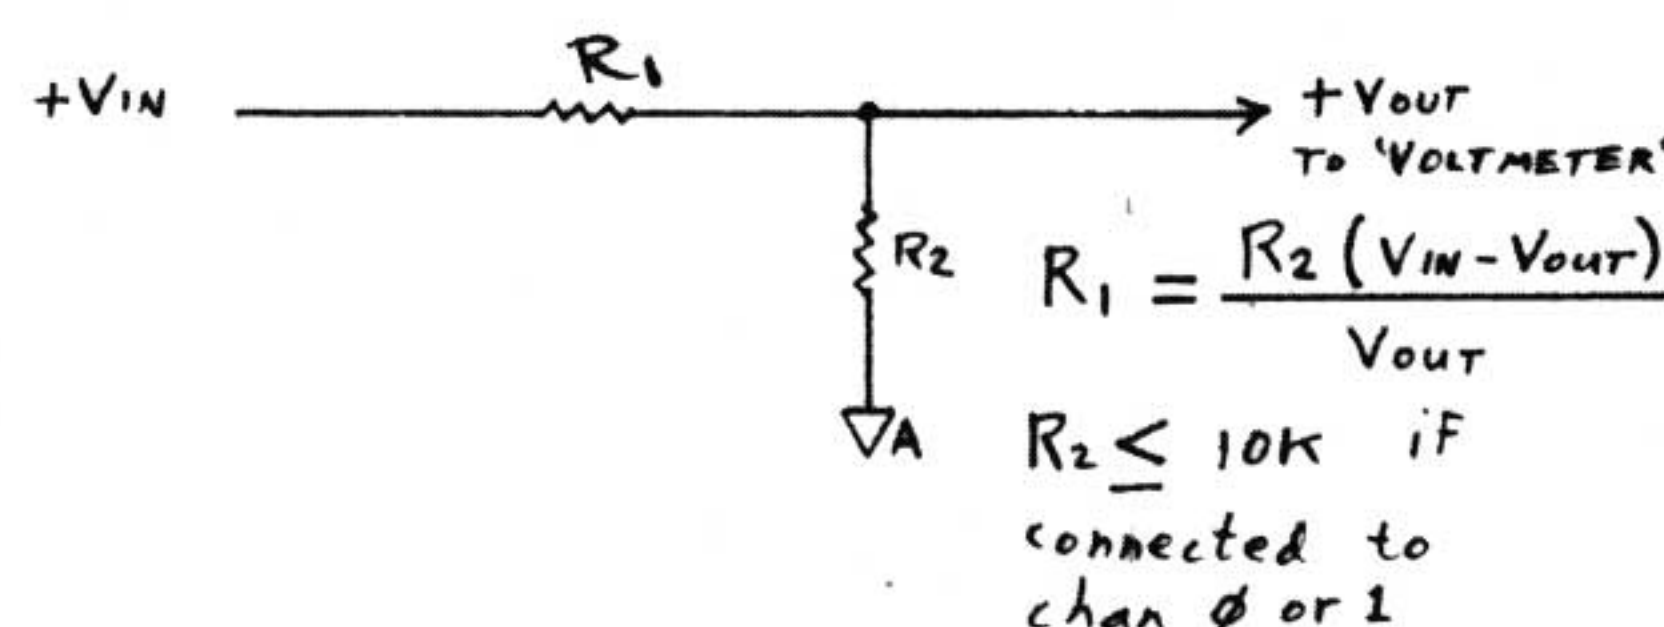 R1
+VIN
+VOUT
TO 'VOLTMETER'
R2
R1 = R2 (VIN - VOUT)
VOUT
A
R2 ≤ 10K iF
connected to
chan Ø or 1